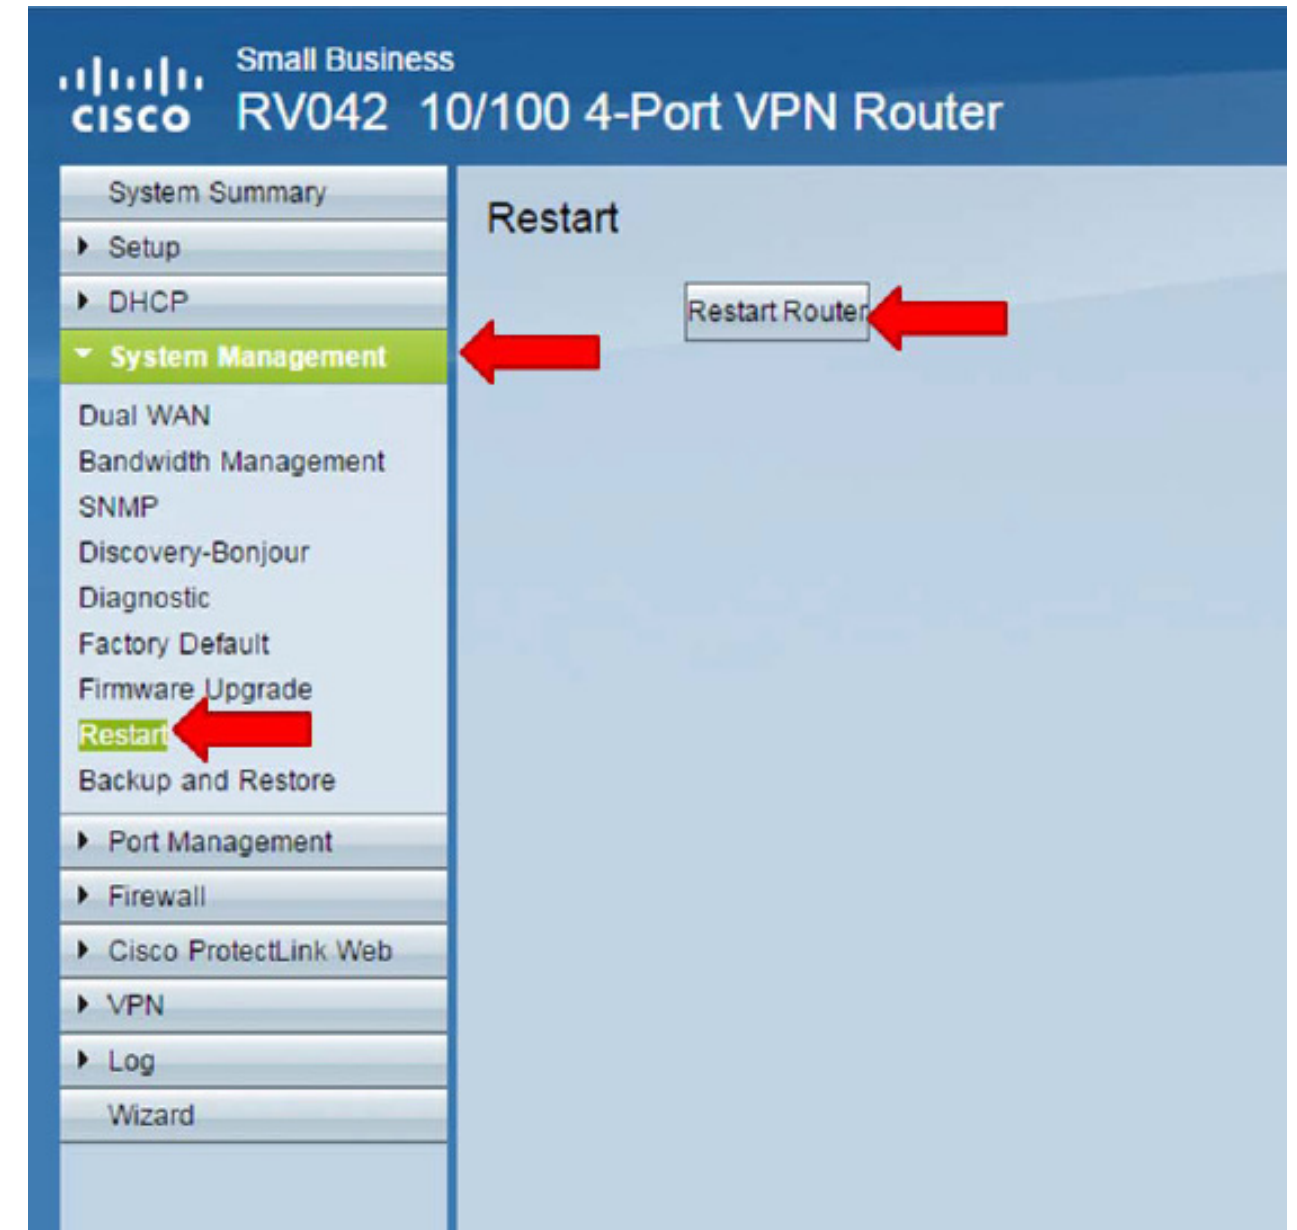 Small Business
cisco RV042 10/100 4-Port VPN Router
System Summary
Setup
DHCP
System Management
Dual WAN
Bandwidth Management
SNMP
Discovery-Bonjour
Diagnostic
Factory Default
Firmware Upgrade
Restart
Backup and Restore
Port Management
Firewall
Cisco ProtectLink Web
VPN
Log
Wizard
Restart
Restart Router